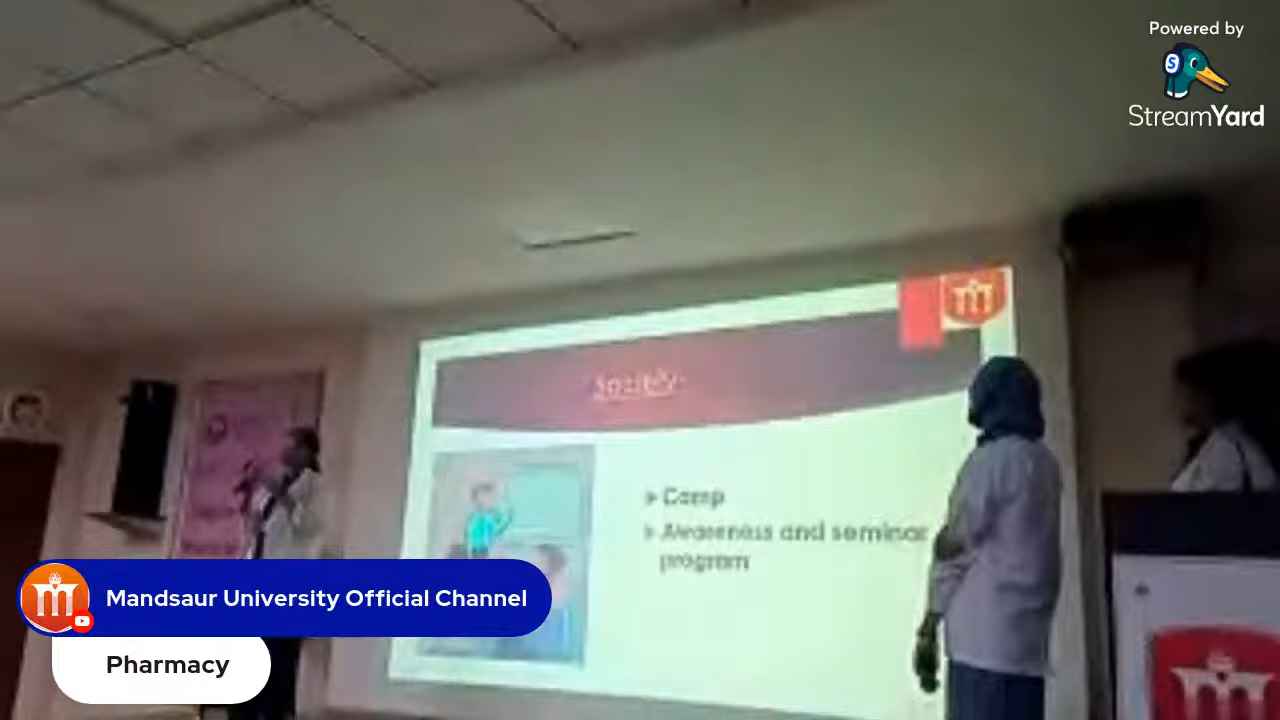 Powered by
StreamYard
Society
Camp
Awareness and seminar
program
Mandsaur University Official Channel
Pharmacy